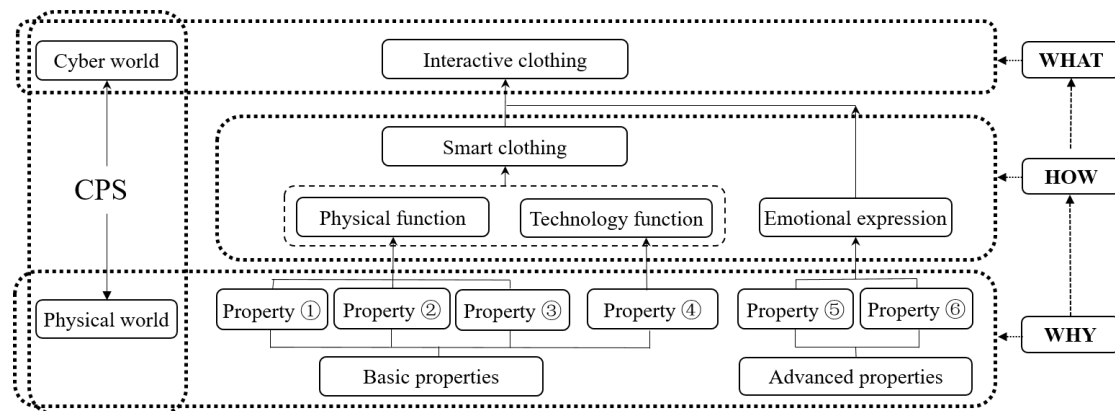 Cyber world
Interactive clothing
WHAT
Smart clothing
CPS
HOW
Physical function
Technology function
Emotional expression
Physical world
Property ①
Property ②
Property ③
Property ④
Property ⑤
Property ⑥
WHY
Basic properties
Advanced properties